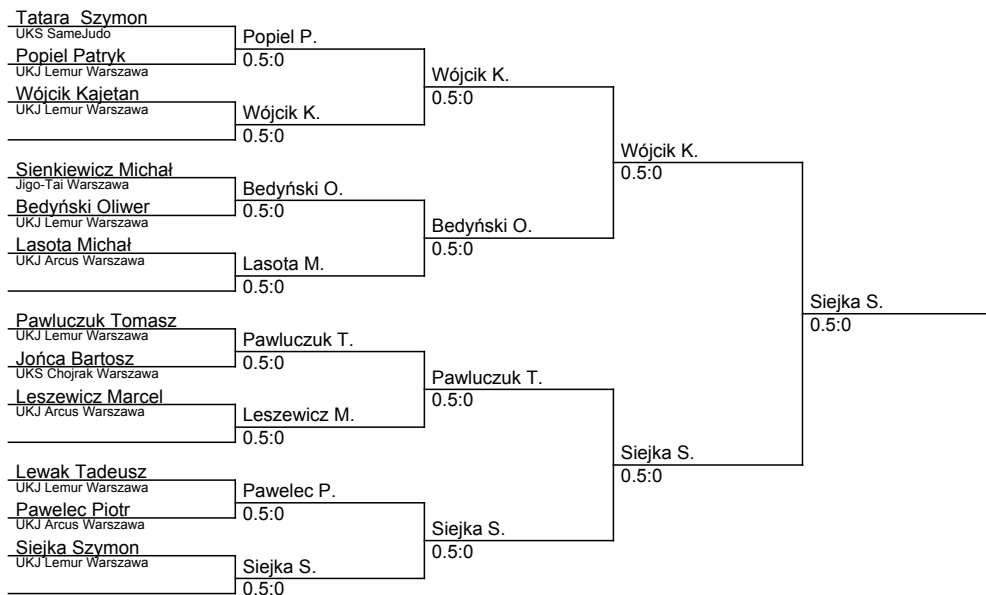 Tatara  Szymon
UKS SameJudo
Popiel Patryk
UKJ Lemur Warszawa
Wójcik Kajetan
UKJ Lemur Warszawa
Sienkiewicz Michał
Jigo-Tai Warszawa
Bedyński Oliwer
UKJ Lemur Warszawa
Lasota Michał
UKJ Arcus Warszawa
Pawluczuk Tomasz
UKJ Lemur Warszawa
Jońca Bartosz
UKS Chojrak Warszawa
Leszewicz Marcel
UKJ Arcus Warszawa
Lewak Tadeusz
UKJ Lemur Warszawa
Pawelec Piotr
UKJ Arcus Warszawa
Siejka Szymon
UKJ Lemur Warszawa
Popiel P.
0.5:0
Wójcik K.
0.5:0
Bedyński O.
0.5:0
Lasota M.
0.5:0
Pawluczuk T.
0.5:0
Leszewicz M.
0.5:0
Pawelec P.
0.5:0
Siejka S.
0.5:0
Wójcik K.
0.5:0
Bedyński O.
0.5:0
Pawluczuk T.
0.5:0
Siejka S.
0.5:0
Wójcik K.
0.5:0
Siejka S.
0.5:0
Siejka S.
0.5:0